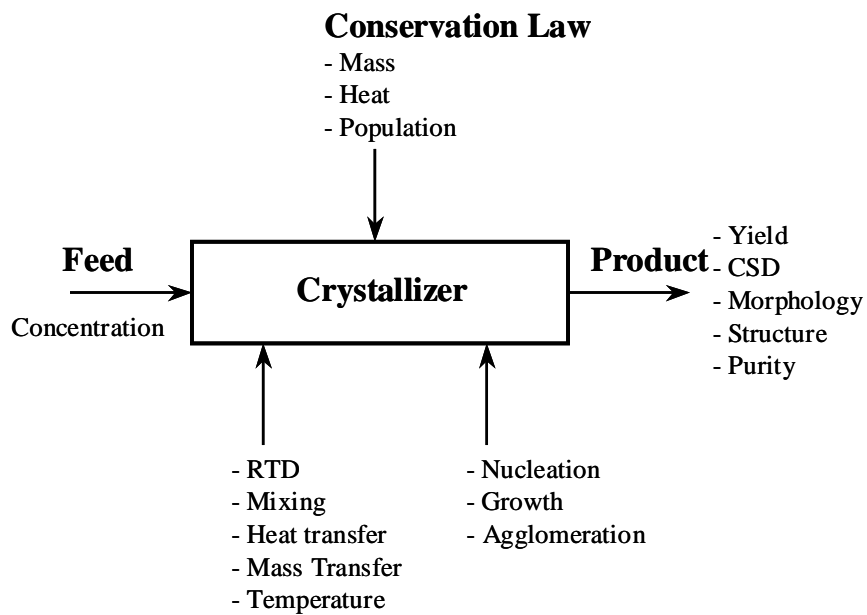 Conservation Law
- Mass
- Heat
- Population
Feed
Concentration
Crystallizer
Product
- Yield
- CSD
- Morphology
- Structure
- Purity
- RTD
- Mixing
- Heat transfer
- Mass Transfer
- Temperature
- Nucleation
- Growth
- Agglomeration